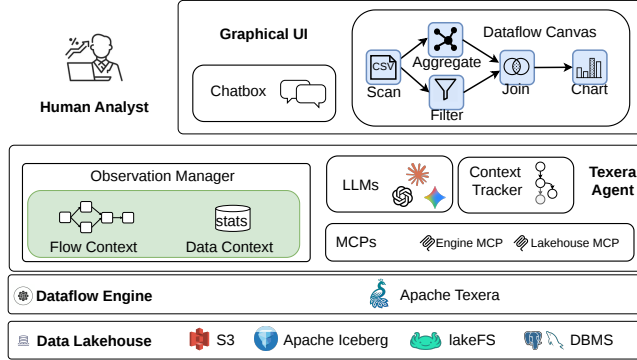 Graphical UI
Dataflow Canvas
CSV
Scan
Aggregate
Filter
Join
Chart
Chatbox
Human Analyst
Observation Manager
stats
Flow Context
Data Context
LLMs
Context
Tracker
Texera
Agent
MCPs
Engine MCP
Lakehouse MCP
Dataflow Engine
Apache Texera
Data Lakehouse
S3
Apache Iceberg
lakeFS
DBMS